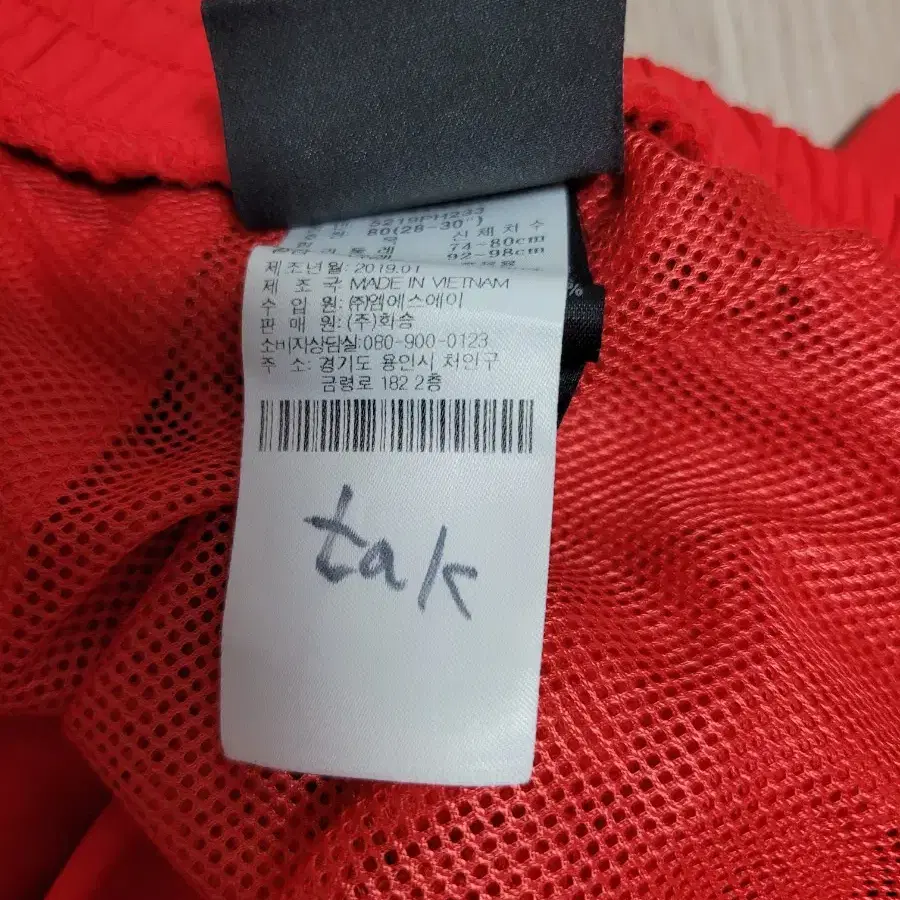 5219PH233
80(28-30")
신체치수
74~80cm
92~98cm
제조년월: 2019.01
제 조 국: MADE IN VIETNAM
수 입 원: ㈜엠에스에이
판 매 원: (주)화승
소비자상담실:080-900-0123
주 소: 경기도 용인시 처인구
금령로 182 2층
tak
%